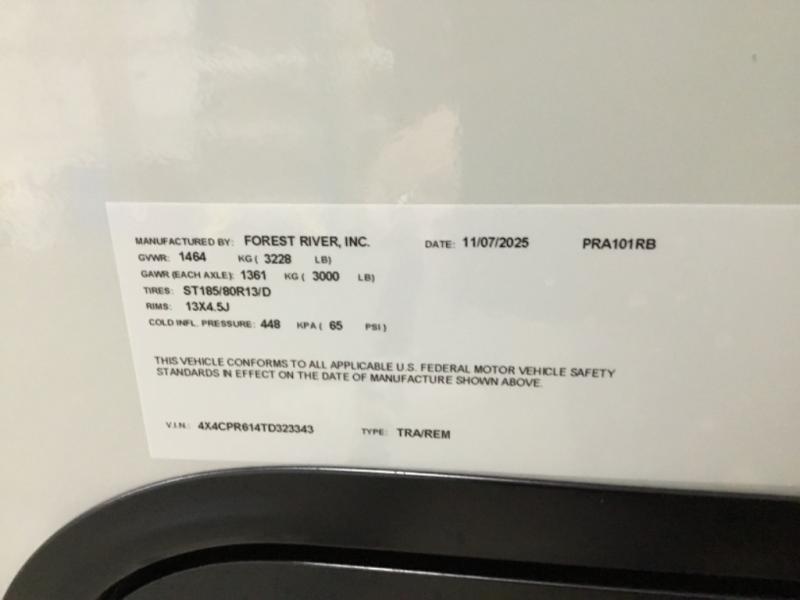 MANUFACTURED BY: FOREST RIVER, INC. DATE: 11/07/2025 PRA101RB
GVWR: 1464 KG ( 3228 LB)
GAWR (EACH AXLE): 1361 KG ( 3000 LB)
TIRES: ST185/80R13/D
RIMS: 13X4.5J
COLD INFL. PRESSURE: 448 KPA ( 65 PSI )
THIS VEHICLE CONFORMS TO ALL APPLICABLE U.S. FEDERAL MOTOR VEHICLE SAFETY
STANDARDS IN EFFECT ON THE DATE OF MANUFACTURE SHOWN ABOVE.
V.I.N.: 4X4CPR614TD323343 TYPE: TRA/REM